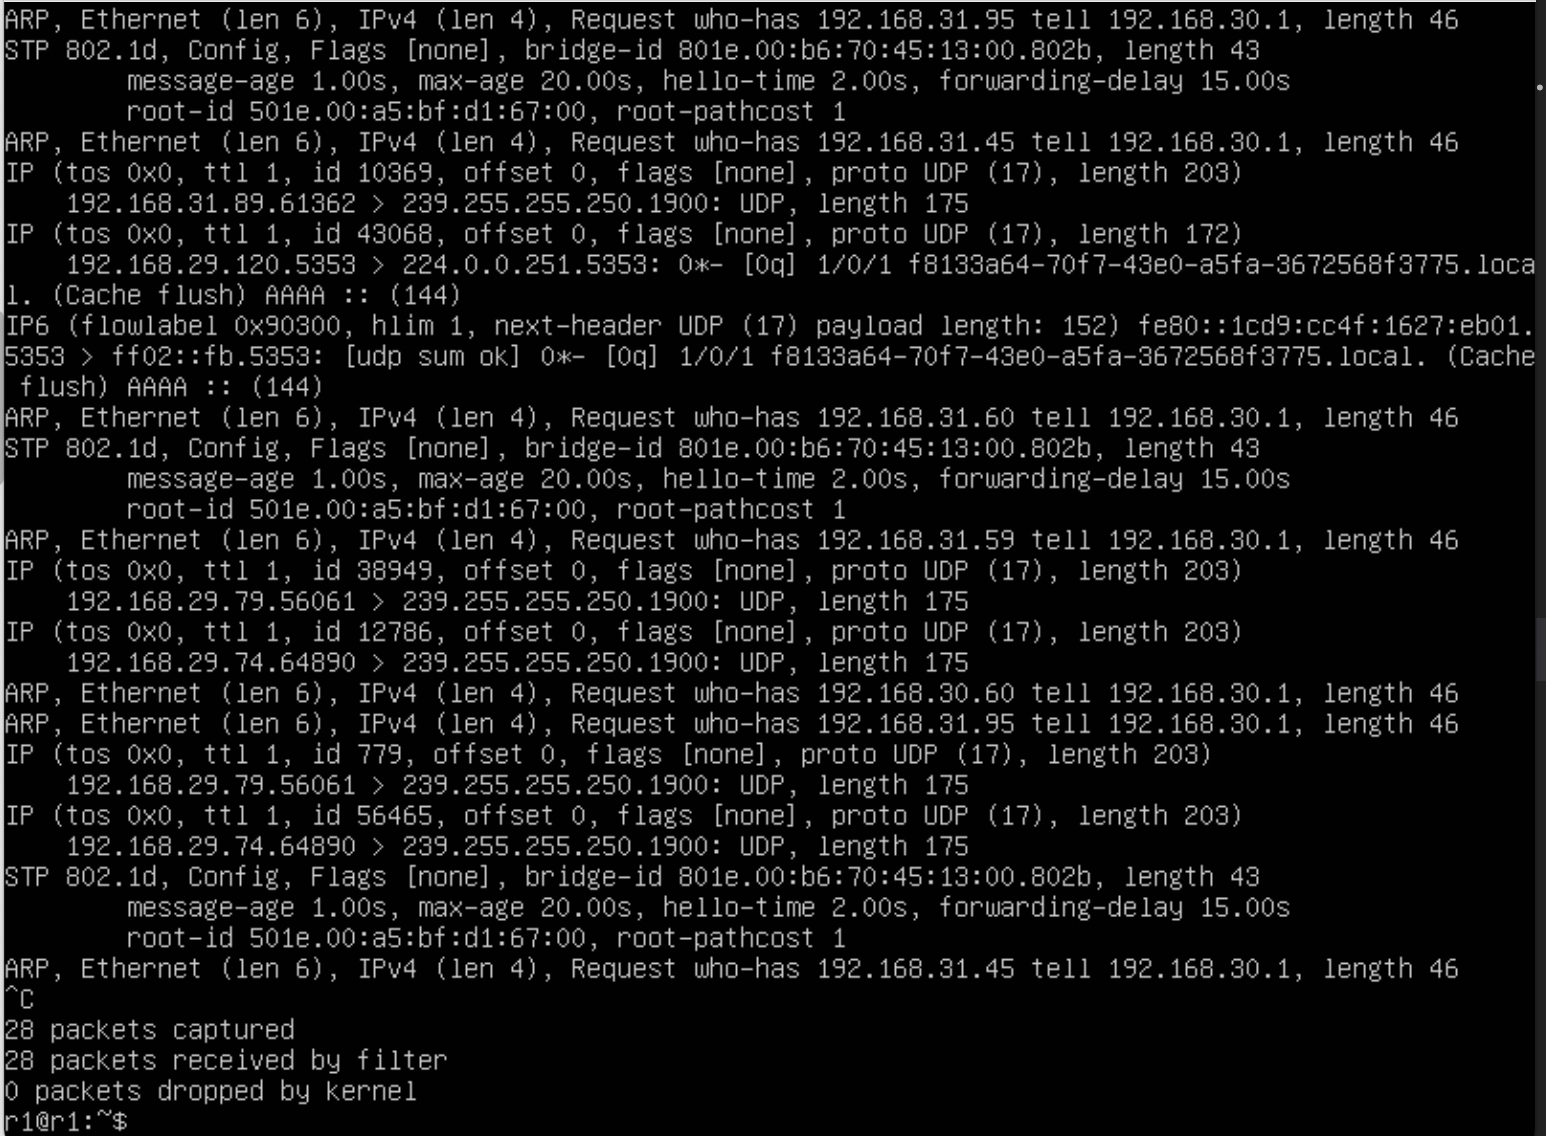 ARP, Ethernet (len 6), IPv4 (len 4), Request who-has 192.168.31.95 tell 192.168.30.1, length 46
STP 802.1d, Config, Flags [none], bridge-id 801e.00:b6:70:45:13:00.802b, length 43
        message-age 1.00s, max-age 20.00s, hello-time 2.00s, forwarding-delay 15.00s
        root-id 501e.00:a5:bf:d1:67:00, root-pathcost 1
ARP, Ethernet (len 6), IPv4 (len 4), Request who-has 192.168.31.45 tell 192.168.30.1, length 46
IP (tos 0x0, ttl 1, id 10369, offset 0, flags [none], proto UDP (17), length 203)
    192.168.31.89.61362 > 239.255.255.250.1900: UDP, length 175
IP (tos 0x0, ttl 1, id 43068, offset 0, flags [none], proto UDP (17), length 172)
    192.168.29.120.5353 > 224.0.0.251.5353: 0*- [0q] 1/0/1 f8133a64-70f7-43e0-a5fa-3672568f3775.loca
l. (Cache flush) AAAA :: (144)
IP6 (flowlabel 0x90300, hlim 1, next-header UDP (17) payload length: 152) fe80::1cd9:cc4f:1627:eb01.
5353 > ff02::fb.5353: [udp sum ok] 0*- [0q] 1/0/1 f8133a64-70f7-43e0-a5fa-3672568f3775.local. (Cache
 flush) AAAA :: (144)
ARP, Ethernet (len 6), IPv4 (len 4), Request who-has 192.168.31.60 tell 192.168.30.1, length 46
STP 802.1d, Config, Flags [none], bridge-id 801e.00:b6:70:45:13:00.802b, length 43
        message-age 1.00s, max-age 20.00s, hello-time 2.00s, forwarding-delay 15.00s
        root-id 501e.00:a5:bf:d1:67:00, root-pathcost 1
ARP, Ethernet (len 6), IPv4 (len 4), Request who-has 192.168.31.59 tell 192.168.30.1, length 46
IP (tos 0x0, ttl 1, id 38949, offset 0, flags [none], proto UDP (17), length 203)
    192.168.29.79.56061 > 239.255.255.250.1900: UDP, length 175
IP (tos 0x0, ttl 1, id 12786, offset 0, flags [none], proto UDP (17), length 203)
    192.168.29.74.64890 > 239.255.255.250.1900: UDP, length 175
ARP, Ethernet (len 6), IPv4 (len 4), Request who-has 192.168.30.60 tell 192.168.30.1, length 46
ARP, Ethernet (len 6), IPv4 (len 4), Request who-has 192.168.31.95 tell 192.168.30.1, length 46
IP (tos 0x0, ttl 1, id 779, offset 0, flags [none], proto UDP (17), length 203)
    192.168.29.79.56061 > 239.255.255.250.1900: UDP, length 175
IP (tos 0x0, ttl 1, id 56465, offset 0, flags [none], proto UDP (17), length 203)
    192.168.29.74.64890 > 239.255.255.250.1900: UDP, length 175
STP 802.1d, Config, Flags [none], bridge-id 801e.00:b6:70:45:13:00.802b, length 43
        message-age 1.00s, max-age 20.00s, hello-time 2.00s, forwarding-delay 15.00s
        root-id 501e.00:a5:bf:d1:67:00, root-pathcost 1
ARP, Ethernet (len 6), IPv4 (len 4), Request who-has 192.168.31.45 tell 192.168.30.1, length 46
^C
28 packets captured
28 packets received by filter
0 packets dropped by kernel
r1@r1:~$